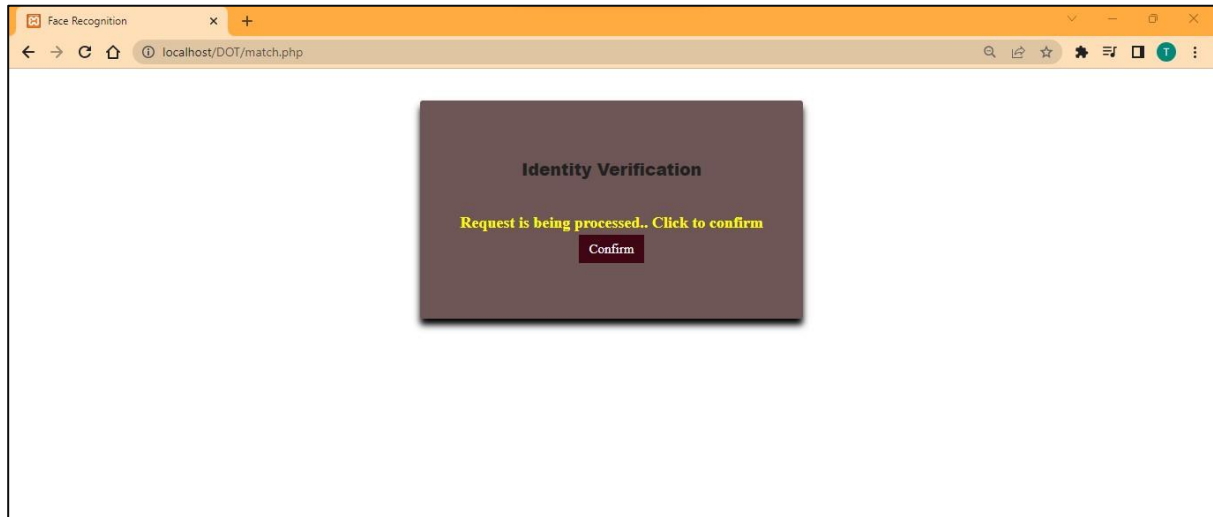 Face Recognition
localhost/DOT/match.php
T
Identity Verification
Request is being processed.. Click to confirm
Confirm